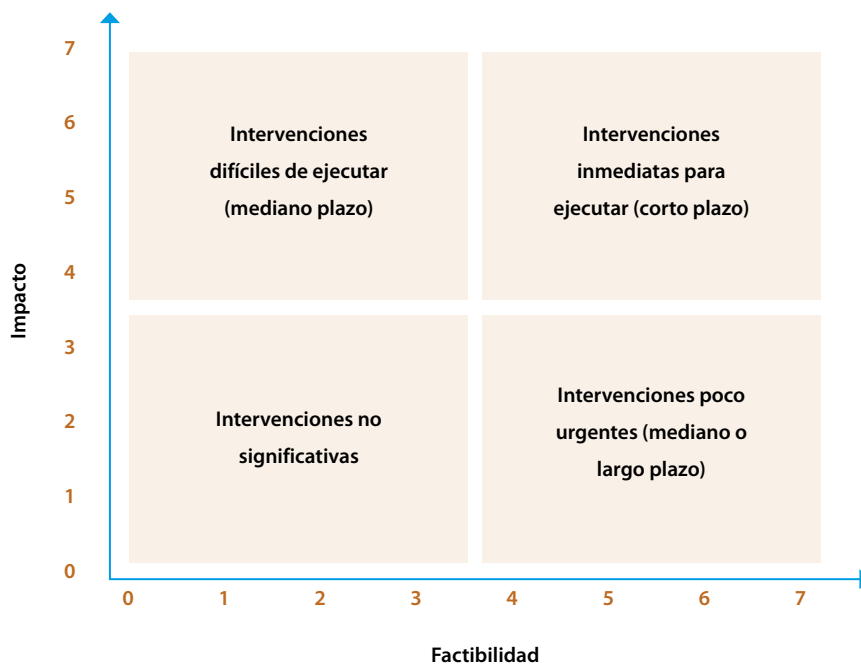 7
6
5
4
3
2
1
0
Impacto
Intervenciones
difíciles de ejecutar
(mediano plazo)
Intervenciones
inmediatas para
ejecutar (corto plazo)
Intervenciones no
significativas
Intervenciones poco
urgentes (mediano o
largo plazo)
0 1 2 3 4 5 6 7
Factibilidad